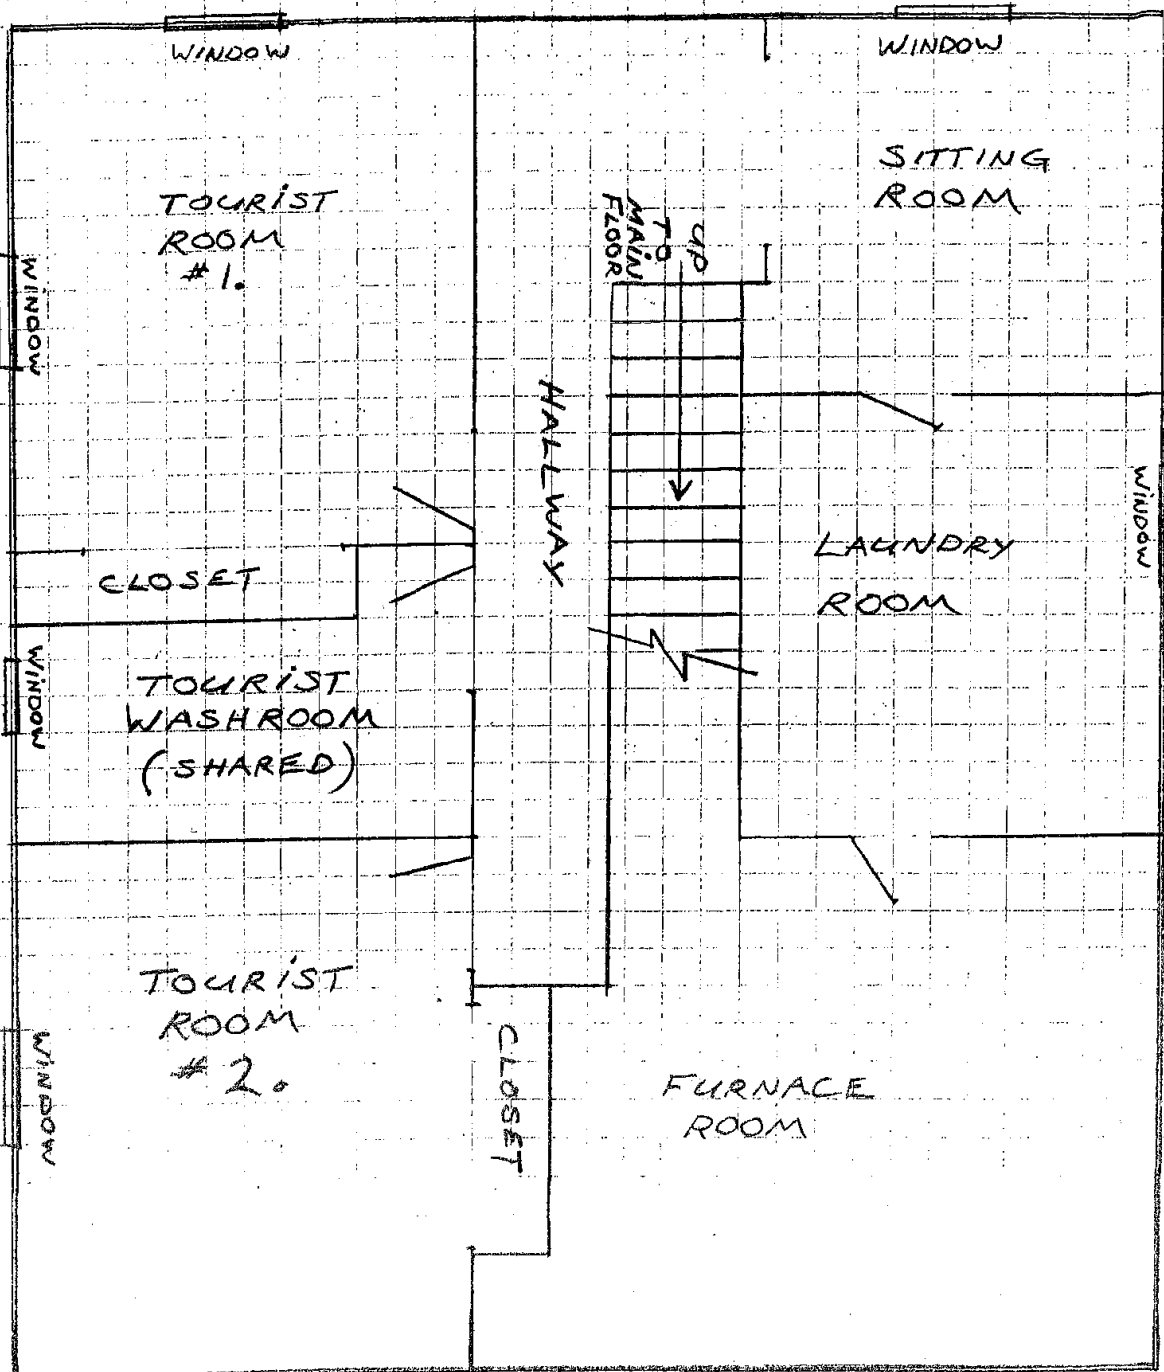 WINDOW
WINDOW
TOURIST
ROOM
#1.
SITTING
ROOM
UP
TO
MAIN
FLOOR
WINDOW
HALLWAY
WINDOW
CLOSET
LAUNDRY
ROOM
WINDOW
TOURIST
WASHROOM
(SHARED)
TOURIST
ROOM
#2.
WINDOW
CLOSET
FURNACE
ROOM